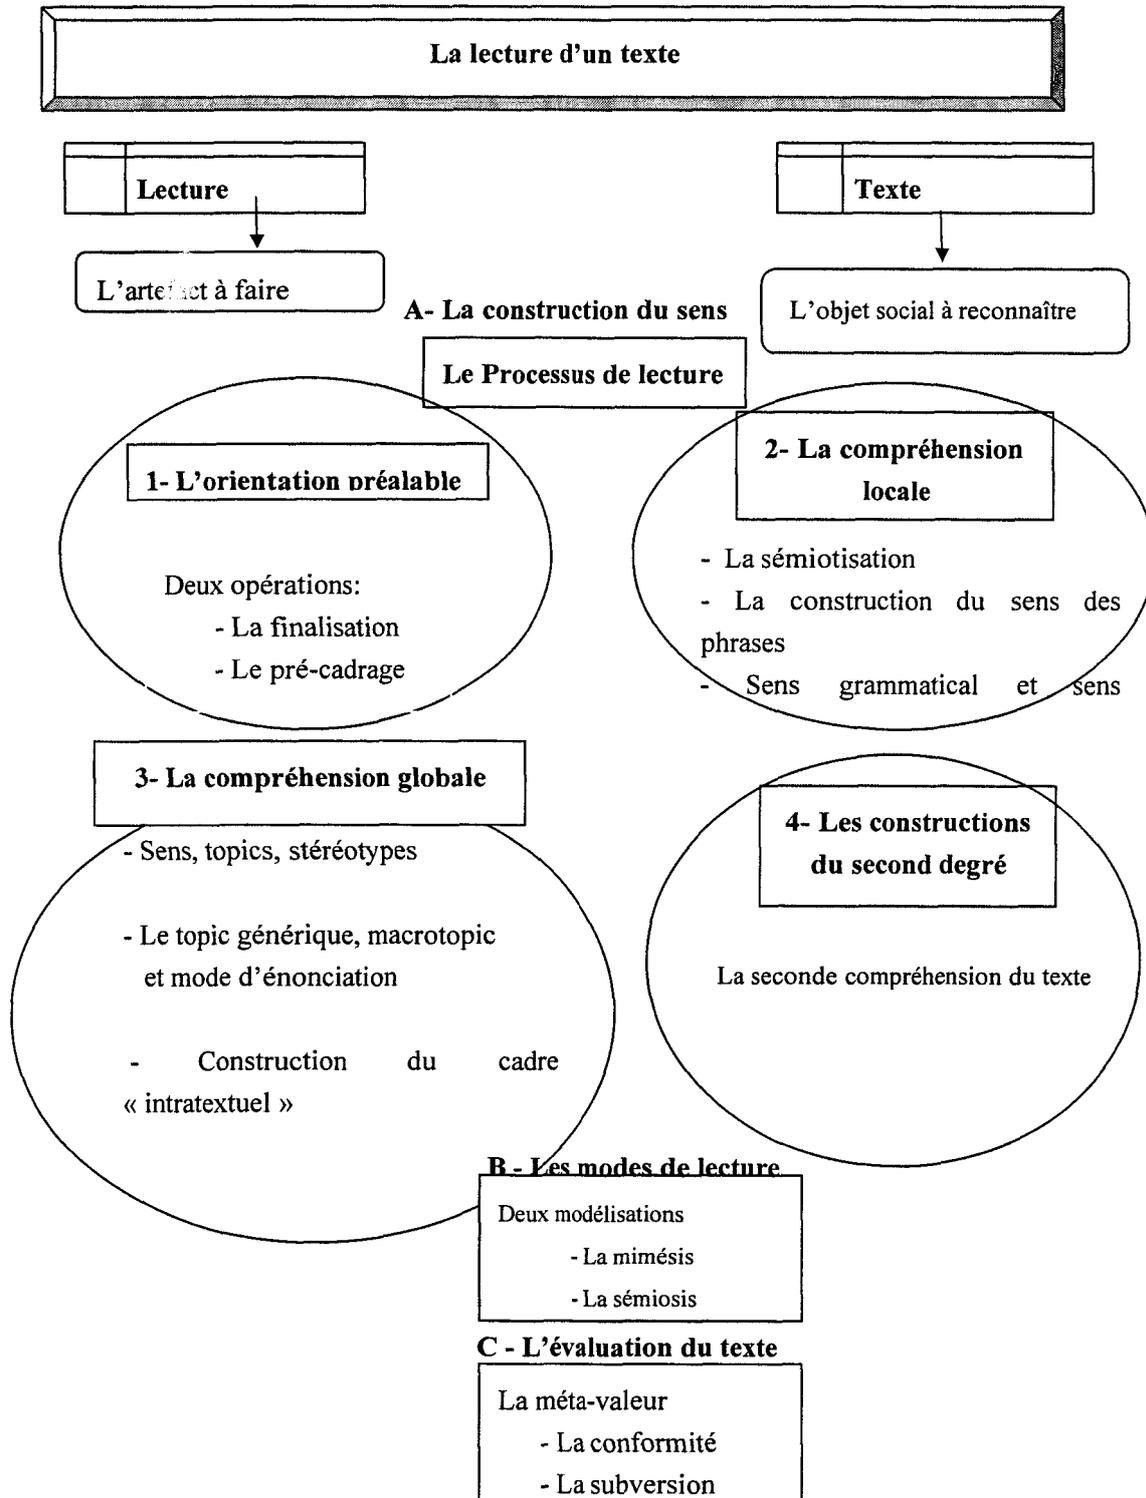 La lecture d'un texte
Lecture
Texte
L'artefact à faire
L'objet social à reconnaître
A- La construction du sens
Le Processus de lecture
1- L'orientation préalable
Deux opérations:
- La finalisation
- Le pré-cadrage
2- La compréhension
locale
- La sémiotisation
- La construction du sens des
phrases
- Sens grammatical et sens
3- La compréhension globale
- Sens, topics, stéréotypes
- Le topic générique, macrotopic
et mode d'énonciation
- Construction du cadre
« intratextuel »
4- Les constructions
du second degré
La seconde compréhension du texte
B - Les modes de lecture
Deux modélisations
- La mimésis
- La sémiosis
C - L'évaluation du texte
La méta-valeur
- La conformité
- La subversion